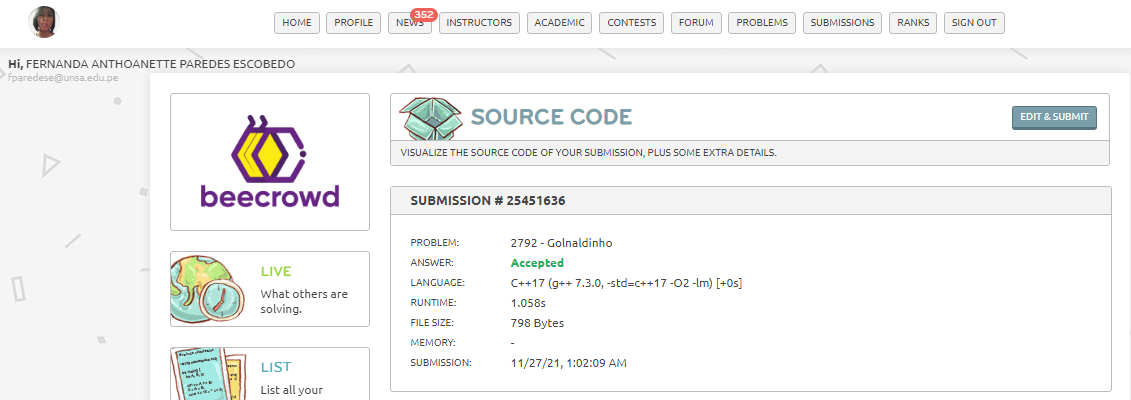 HOME PROFILE NEWS 352 INSTRUCTORS ACADEMIC CONTESTS FORUM PROBLEMS SUBMISSIONS RANKS SIGN OUT
Hi, FERNANDA ANTHOANETTE PAREDES ESCOBEDO
fparedese@unsa.edu.pe
beecrowd
LIVE
What others are
solving.
LIST
List all your
SOURCE CODE
EDIT & SUBMIT
VISUALIZE THE SOURCE CODE OF YOUR SUBMISSION, PLUS SOME EXTRA DETAILS.
SUBMISSION # 25451636
PROBLEM: 2792 - Golnaldinho
ANSWER: Accepted
LANGUAGE: C++17 (g++ 7.3.0, -std=c++17 -O2 -lm) [+0s]
RUNTIME: 1.058s
FILE SIZE: 798 Bytes
MEMORY: -
SUBMISSION: 11/27/21, 1:02:09 AM